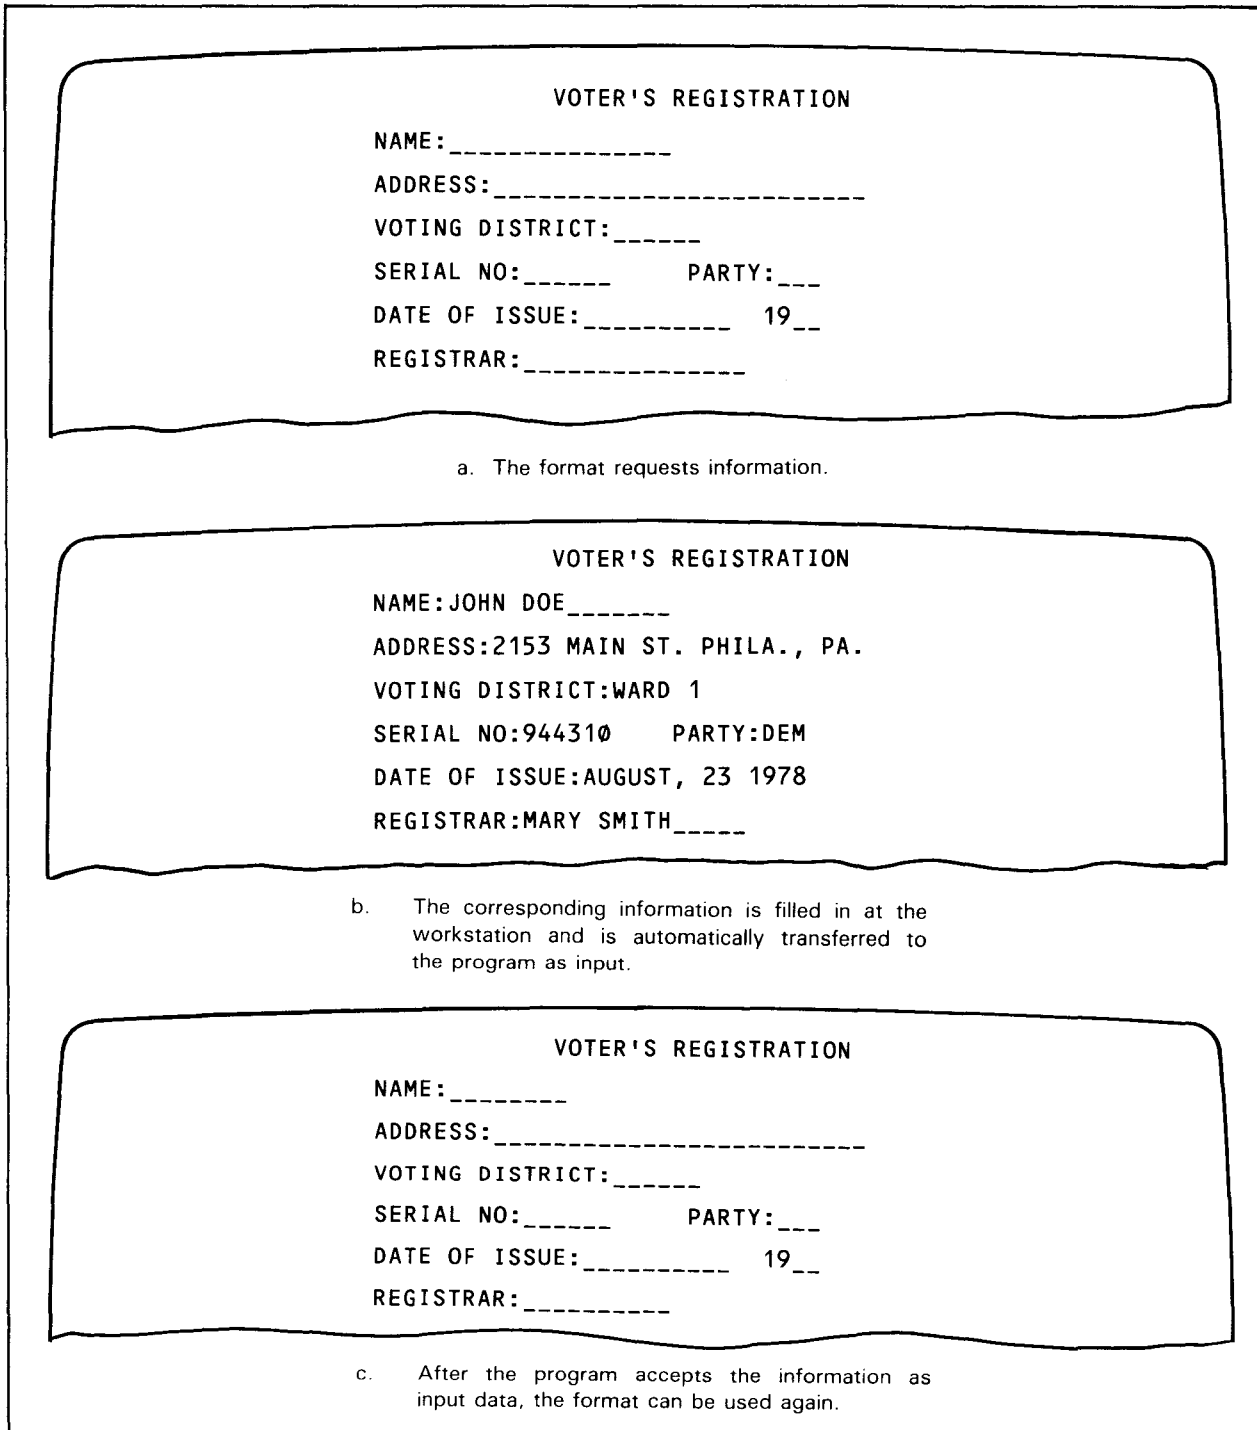 VOTER'S REGISTRATION
NAME:_______________
ADDRESS:_________________________
VOTING DISTRICT:______
SERIAL NO:______ PARTY:___
DATE OF ISSUE:__________ 19__
REGISTRAR:_______________
a. The format requests information.
VOTER'S REGISTRATION
NAME:JOHN DOE_______
ADDRESS:2153 MAIN ST. PHILA., PA.
VOTING DISTRICT:WARD 1
SERIAL NO:944310 PARTY:DEM
DATE OF ISSUE:AUGUST, 23 1978
REGISTRAR:MARY SMITH_____
b. The corresponding information is filled in at the
workstation and is automatically transferred to
the program as input.
VOTER'S REGISTRATION
NAME:________
ADDRESS:_________________________
VOTING DISTRICT:______
SERIAL NO:______ PARTY:___
DATE OF ISSUE:__________ 19__
REGISTRAR:__________
c. After the program accepts the information as
input data, the format can be used again.